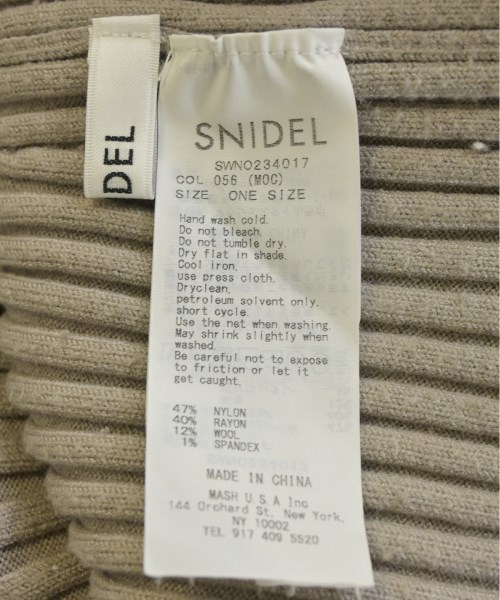 DEL
SNIDEL
SWNO234017
COL 056 (MOC)
SIZE ONE SIZE
Hand wash cold.
Do not bleach.
Do not tumble dry.
Dry flat in shade.
Cool iron.
use press cloth.
Dryclean.
petroleum solvent only.
short cycle.
Use the net when washing.
May shrink slightly when
washed.
Be careful not to expose
to friction or let it
get caught.
47% NYLON
40% RAYON
12% WOOL
1% SPANDEX
MADE IN CHINA
MASH U.S.A Inc
144 Orchard St. New York.
NY 10002
TEL 917 409 5520